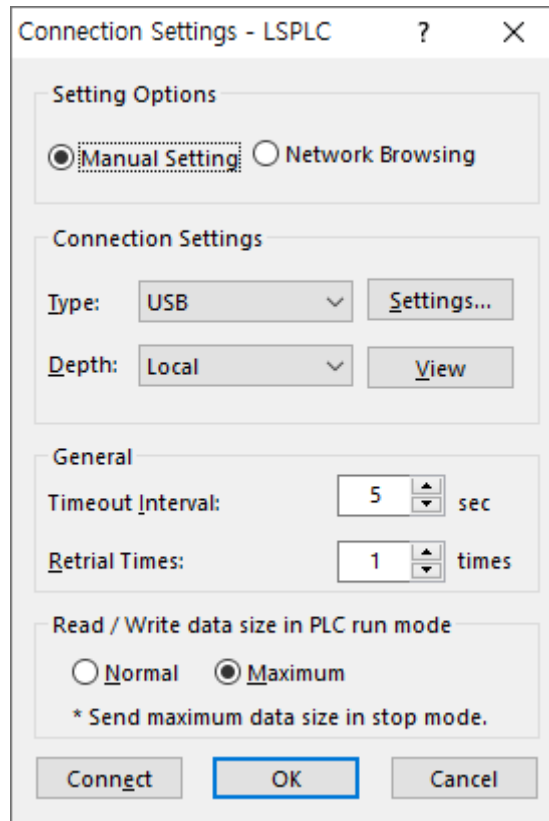 Connection Settings - LSPLC ? X
Setting Options
Manual Setting Network Browsing
Connection Settings
Type: USB Settings...
Depth: Local View
General
Timeout Interval: 5 sec
Retrial Times: 1 times
Read / Write data size in PLC run mode
Normal Maximum
* Send maximum data size in stop mode.
Connect OK Cancel